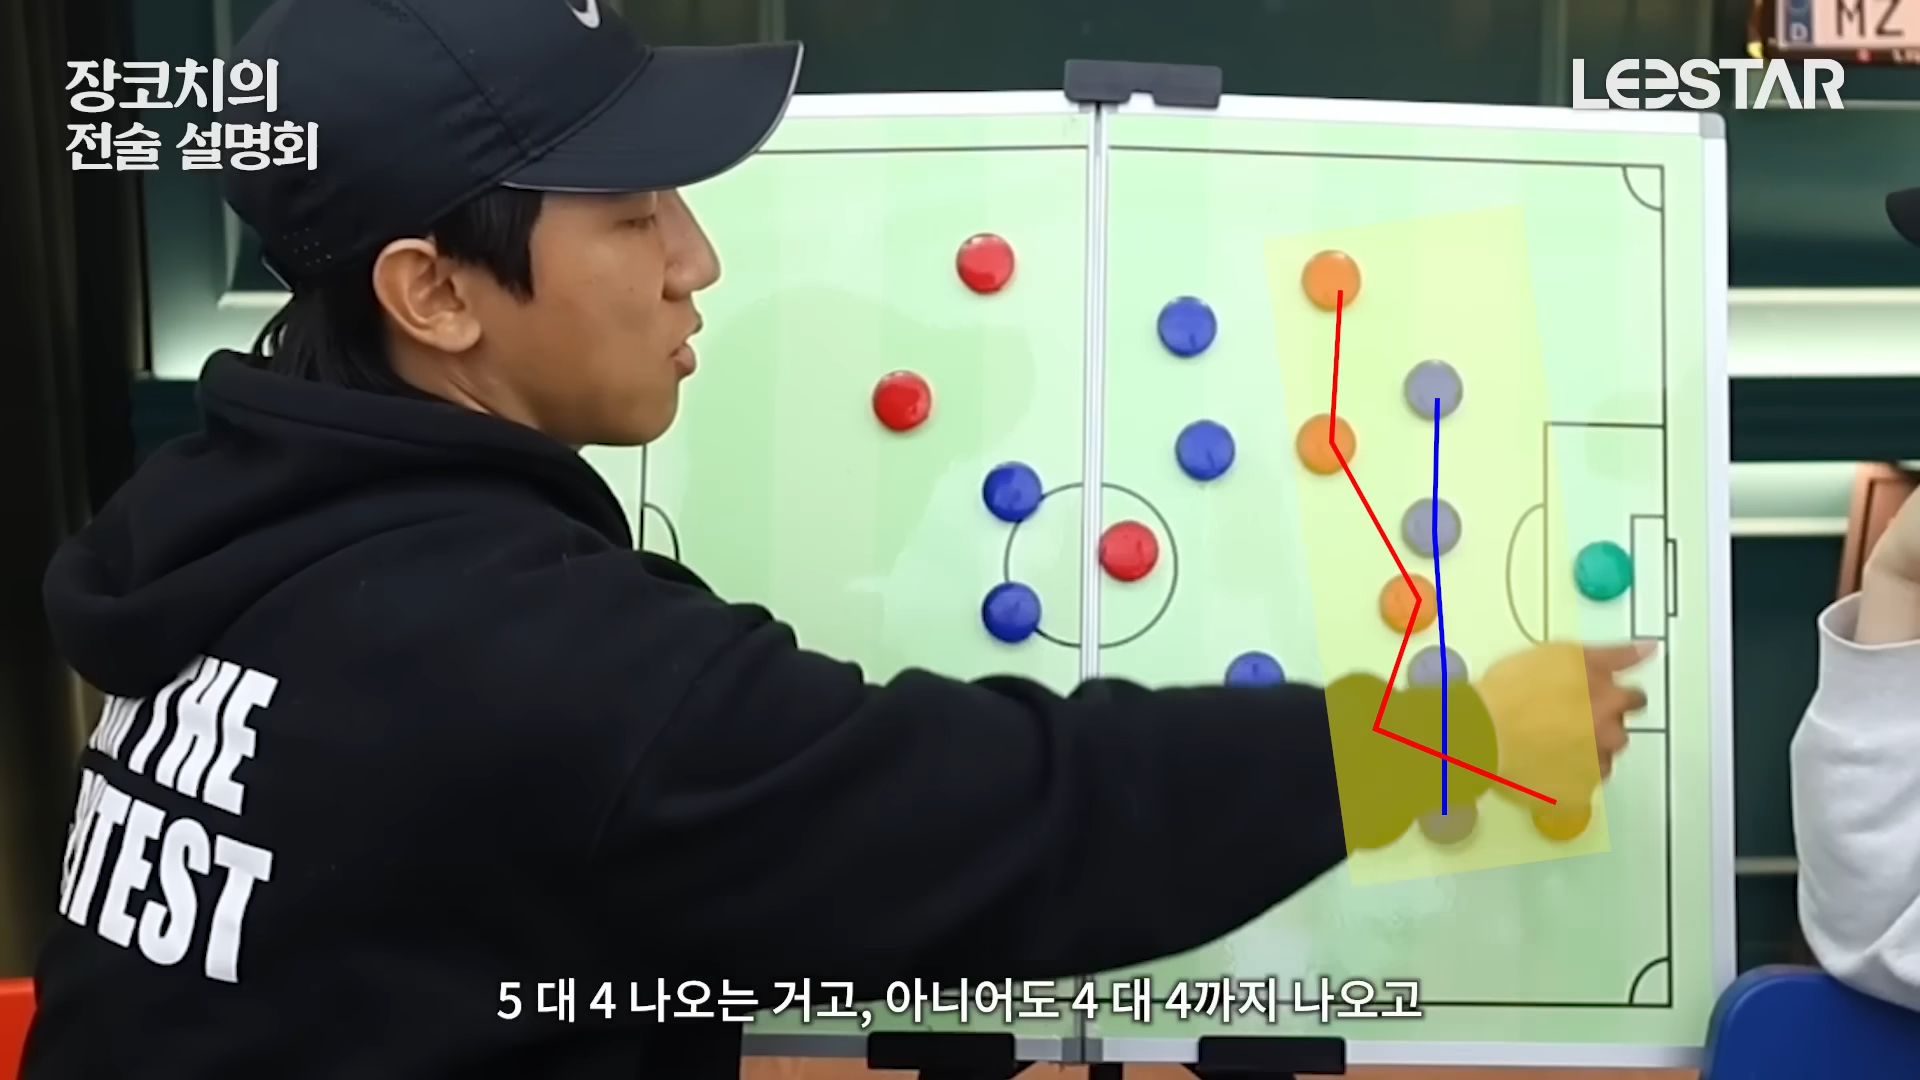 장코치의
전술 설명회
LEESTAR
MZ
D
THE
5 대 4 나오는 거고, 아니어도 4 대 4까지 나오고